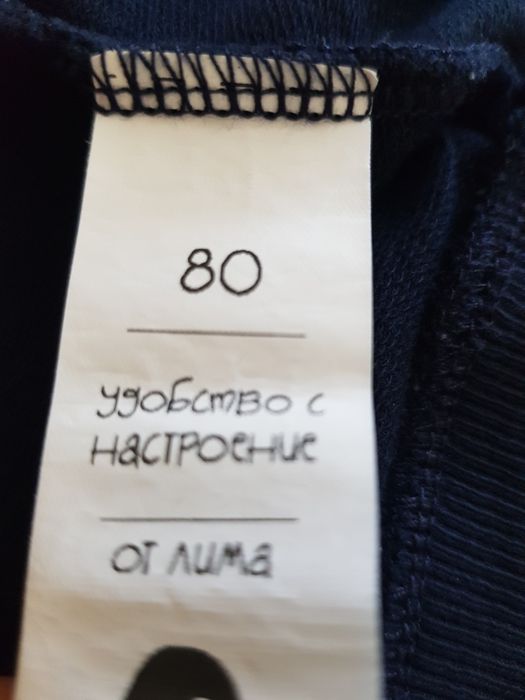 80
удобство с
настроение
от лима